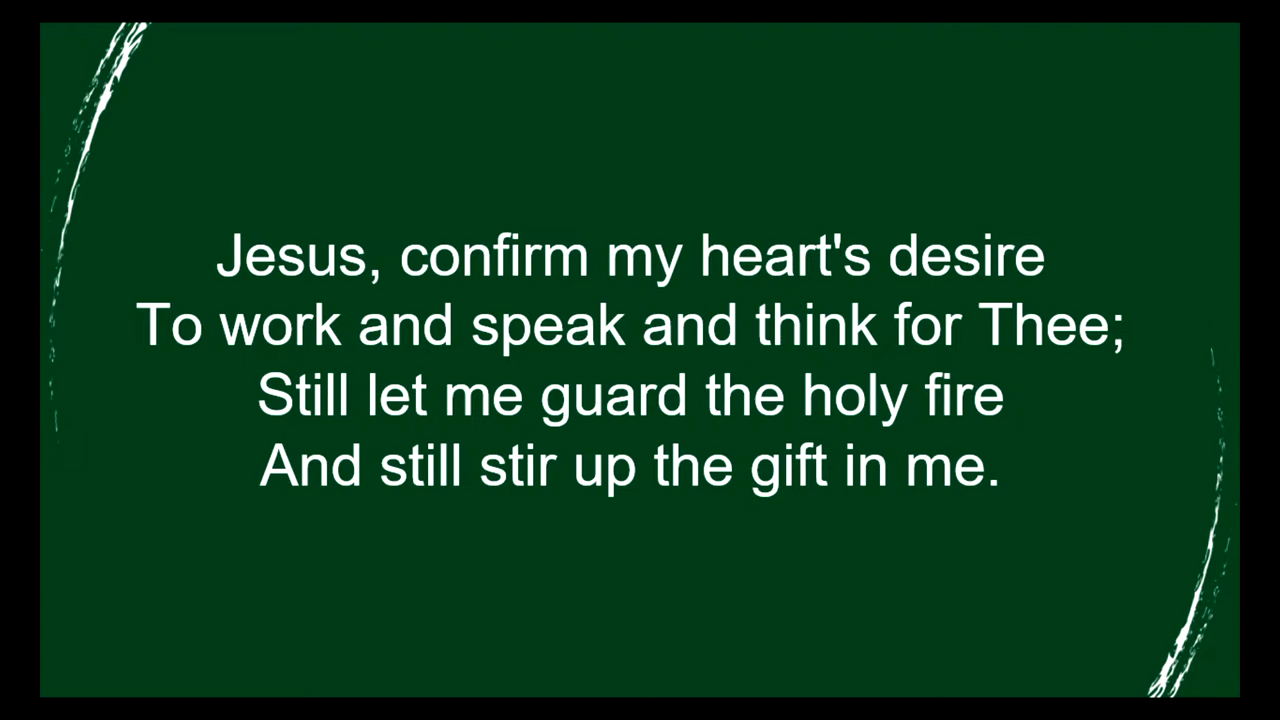 Jesus, confirm my heart's desire
To work and speak and think for Thee;
Still let me guard the holy fire
And still stir up the gift in me.